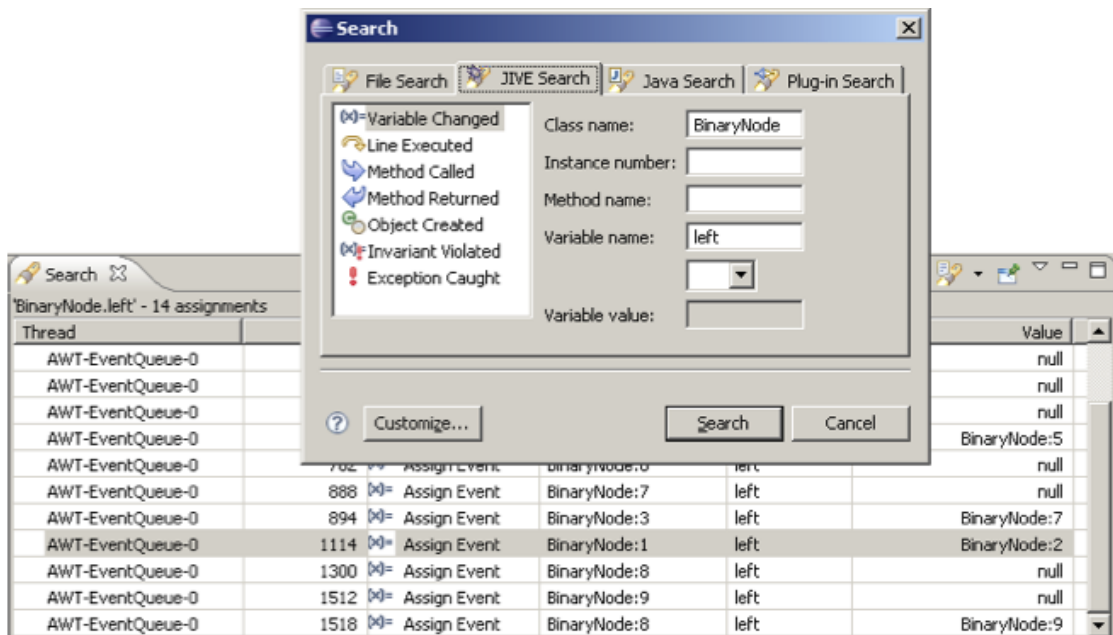 Search
File Search JIVE Search Java Search Plug-in Search
Variable Changed
Line Executed
Method Called
Method Returned
Object Created
Invariant Violated
Exception Caught
Class name: BinaryNode
Instance number:
Method name:
Variable name: left
Variable value:
Customize... Search Cancel
Search
'BinaryNode.left' - 14 assignments
Thread Value
AWT-EventQueue-0 null
AWT-EventQueue-0 null
AWT-EventQueue-0 null
AWT-EventQueue-0 BinaryNode:5
AWT-EventQueue-0 Assign Event left null
AWT-EventQueue-0 888 (x)= Assign Event BinaryNode:7 left null
AWT-EventQueue-0 894 (x)= Assign Event BinaryNode:3 left BinaryNode:7
AWT-EventQueue-0 1114 (x)= Assign Event BinaryNode:1 left BinaryNode:2
AWT-EventQueue-0 1300 (x)= Assign Event BinaryNode:8 left null
AWT-EventQueue-0 1512 (x)= Assign Event BinaryNode:9 left null
AWT-EventQueue-0 1518 (x)= Assign Event BinaryNode:8 left BinaryNode:9